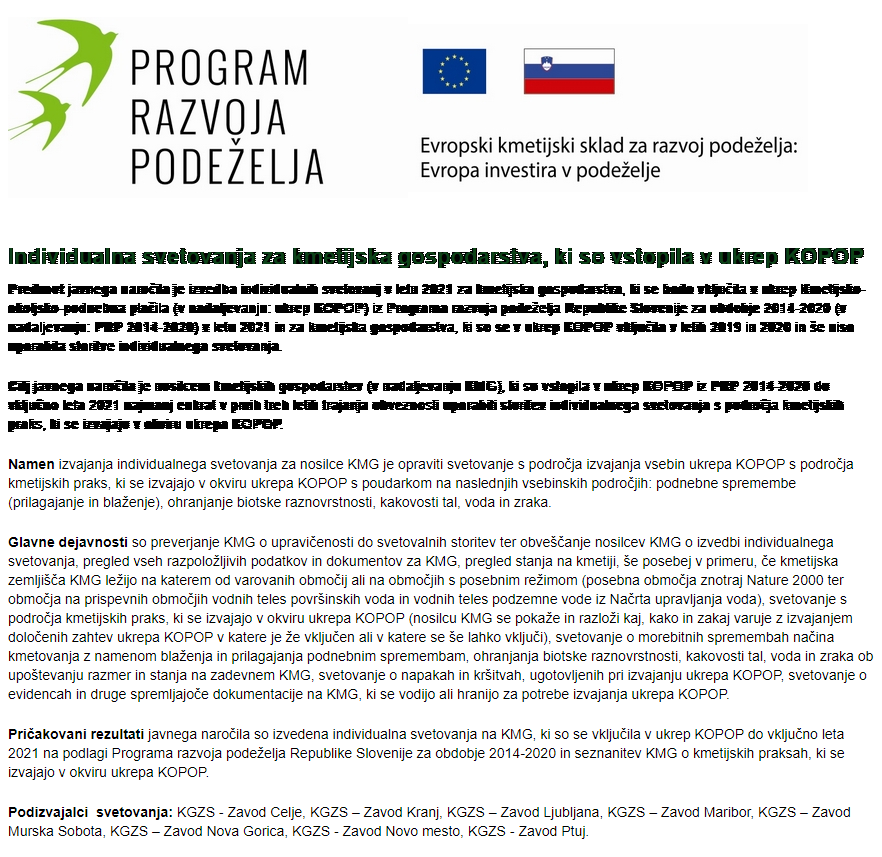 PROGRAM
RAZVOJA
PODEŽELJA
Evropski kmetijski sklad za razvoj podeželja:
Evropa investira v podeželje
Individualna svetovanja za kmetijska gospodarstva, ki so vstopila v ukrep KOPOP
Predmet javnega naročila je izvedba individualnih svetovanj v letu 2021 za kmetijska gospodarstva, ki se bodo vključila v ukrep Kmetijsko-
okoljsko-podnebna plačila (v nadaljevanju: ukrep KOPOP) iz Programa razvoja podeželja Republike Slovenije za obdobje 2014-2020 (v
nadaljevanju: PRP 2014-2020) v letu 2021 in za kmetijska gospodarstva, ki so se v ukrep KOPOP vključila v letih 2019 in 2020 in še niso
uporabila storitve individualnega svetovanja.
Cilj javnega naročila je nosilcem kmetijskih gospodarstev (v nadaljevanju KMG), ki so vstopila v ukrep KOPOP iz PRP 2014-2020 do
vključno leta 2021 najmanj enkrat v prvih treh letih trajanja obveznosti uporabiti storitev individualnega svetovanja s področja kmetijskih
praks, ki se izvajajo v okviru ukrepa KOPOP.
Namen izvajanja individualnega svetovanja za nosilce KMG je opraviti svetovanje s področja izvajanja vsebin ukrepa KOPOP s področja
kmetijskih praks, ki se izvajajo v okviru ukrepa KOPOP s poudarkom na naslednjih vsebinskih področjih: podnebne spremembe
(prilagajanje in blaženje), ohranjanje biotske raznovrstnosti, kakovosti tal, voda in zraka.
Glavne dejavnosti so preverjanje KMG o upravičenosti do svetovalnih storitev ter obveščanje nosilcev KMG o izvedbi individualnega
svetovanja, pregled vseh razpoložljivih podatkov in dokumentov za KMG, pregled stanja na kmetiji, še posebej v primeru, če kmetijska
zemljišča KMG ležijo na katerem od varovanih območij ali na območjih s posebnim režimom (posebna območja znotraj Nature 2000 ter
območja na prispevnih območjih vodnih teles površinskih voda in vodnih teles podzemne vode iz Načrta upravljanja voda), svetovanje s
področja kmetijskih praks, ki se izvajajo v okviru ukrepa KOPOP (nosilcu KMG se pokaže in razloži kaj, kako in zakaj varuje z izvajanjem
določenih zahtev ukrepa KOPOP v katere je že vključen ali v katere se še lahko vključi), svetovanje o morebitnih spremembah načina
kmetovanja z namenom blaženja in prilagajanja podnebnim spremembam, ohranjanja biotske raznovrstnosti, kakovosti tal, voda in zraka ob
upoštevanju razmer in stanja na zadevnem KMG, svetovanje o napakah in kršitvah, ugotovljenih pri izvajanju ukrepa KOPOP, svetovanje o
evidencah in druge spremljajoče dokumentacije na KMG, ki se vodijo ali hranijo za potrebe izvajanja ukrepa KOPOP.
Pričakovani rezultati javnega naročila so izvedena individualna svetovanja na KMG, ki so se vključila v ukrep KOPOP do vključno leta
2021 na podlagi Programa razvoja podeželja Republike Slovenije za obdobje 2014-2020 in seznanitev KMG o kmetijskih praksah, ki se
izvajajo v okviru ukrepa KOPOP.
Podizvajalci  svetovanja: KGZS - Zavod Celje, KGZS – Zavod Kranj, KGZS – Zavod Ljubljana, KGZS – Zavod Maribor, KGZS – Zavod
Murska Sobota, KGZS – Zavod Nova Gorica, KGZS - Zavod Novo mesto, KGZS - Zavod Ptuj.